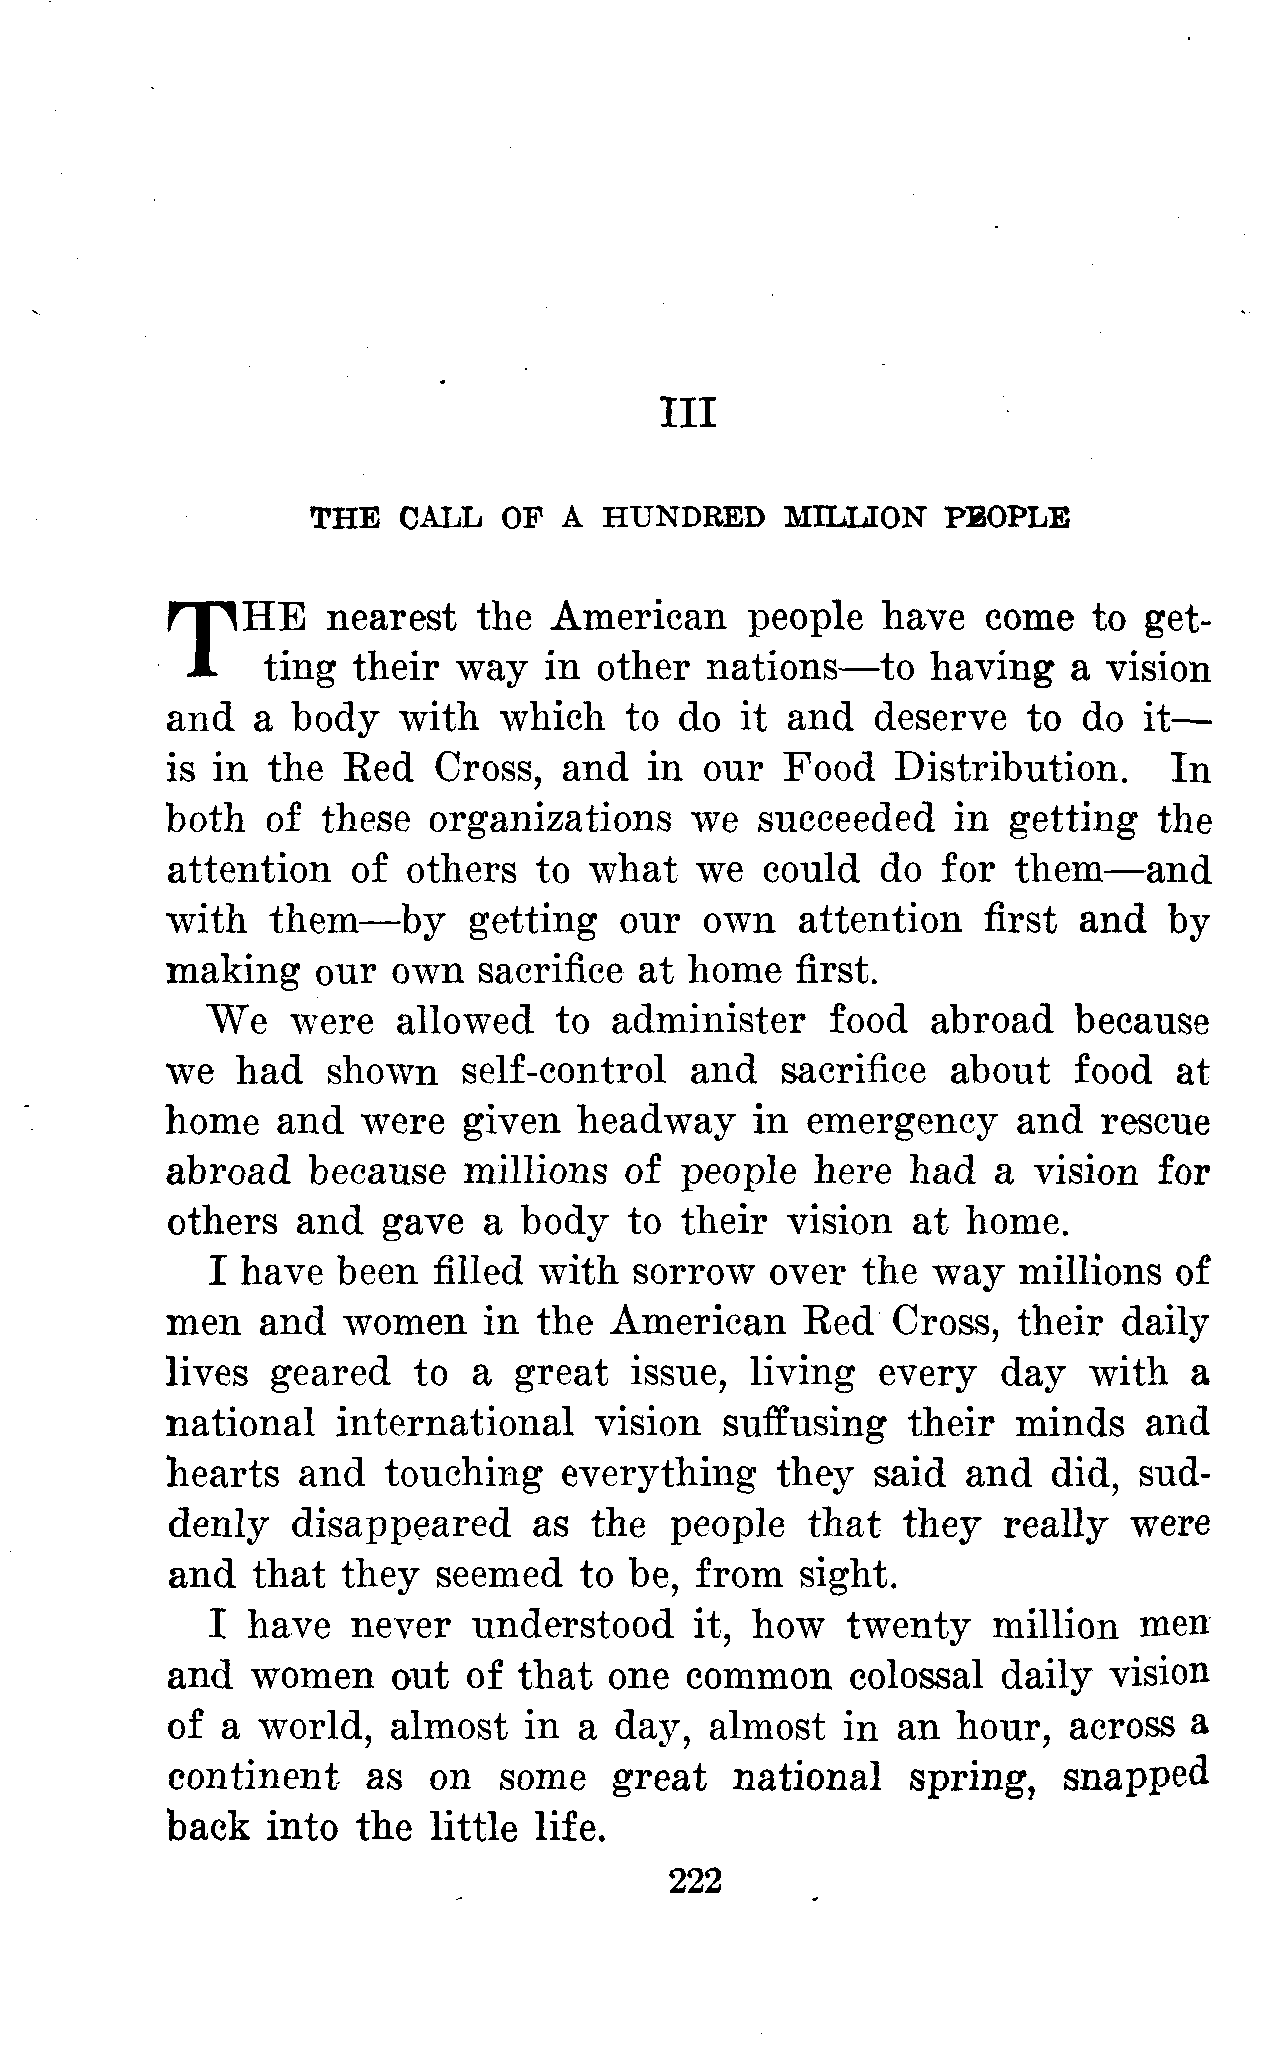 III
THE CALL OF A HUNDRED MILLION PEOPLE
THE nearest the American people have come to get-
ting their way in other nations—to having a vision
and a body with which to do it and deserve to do it—
is in the Red Cross, and in our Food Distribution. In
both of these organizations we succeeded in getting the
attention of others to what we could do for them—and
with them—by getting our own attention first and by
making our own sacrifice at home first.
We were allowed to administer food abroad because
we had shown self-control and sacrifice about food at
home and were given headway in emergency and rescue
abroad because millions of people here had a vision for
others and gave a body to their vision at home.
I have been filled with sorrow over the way millions of
men and women in the American Red Cross, their daily
lives geared to a great issue, living every day with a
national international vision suffusing their minds and
hearts and touching everything they said and did, sud-
denly disappeared as the people that they really were
and that they seemed to be, from sight.
I have never understood it, how twenty million men
and women out of that one common colossal daily vision
of a world, almost in a day, almost in an hour, across a
continent as on some great national spring, snapped
back into the little life.
222